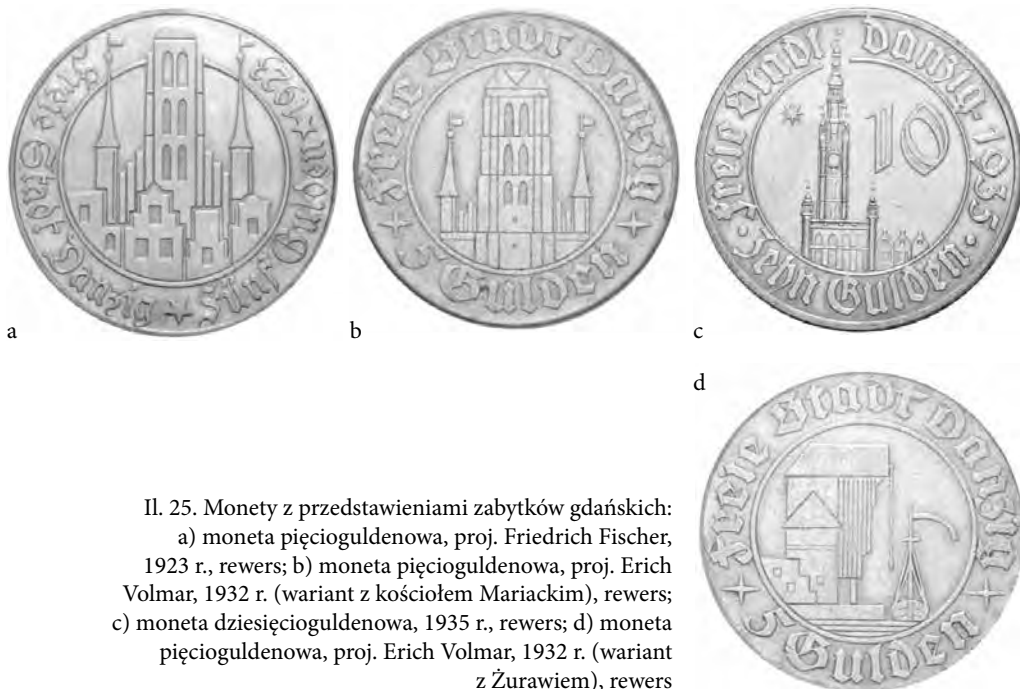 Freie Stadt Danzig Fünf Gulden 1923
a
Freie Stadt Danzig
5 Gulden
b
Freie Stadt Danzig · 1935 ·
Zehn Gulden ·
10
c
d
Freie Stadt Danzig
5 Gulden
Il. 25. Monety z przedstawieniami zabytków gdańskich:
a) moneta pięcioguldenowa, proj. Friedrich Fischer,
1923 r., rewers; b) moneta pięcioguldenowa, proj. Erich
Volmar, 1932 r. (wariant z kościołem Mariackim), rewers;
c) moneta dziesięcioguldenowa, 1935 r., rewers; d) moneta
pięcioguldenowa, proj. Erich Volmar, 1932 r. (wariant
z Żurawiem), rewers